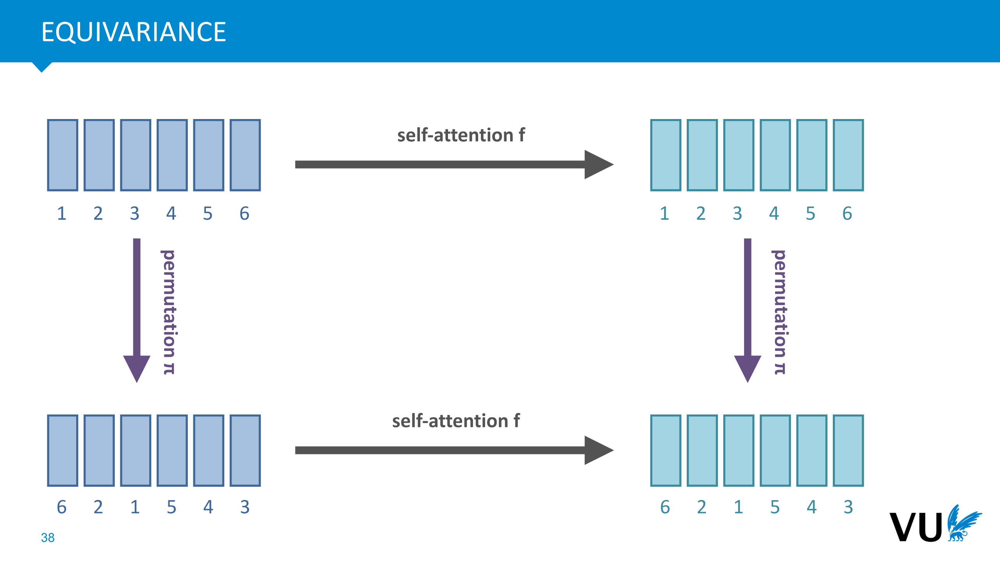 EQUIVARIANCE
self-attention f
1 2 3 4 5 6
1 2 3 4 5 6
permutation π
permutation π
self-attention f
6 2 1 5 4 3
6 2 1 5 4 3
38
VU